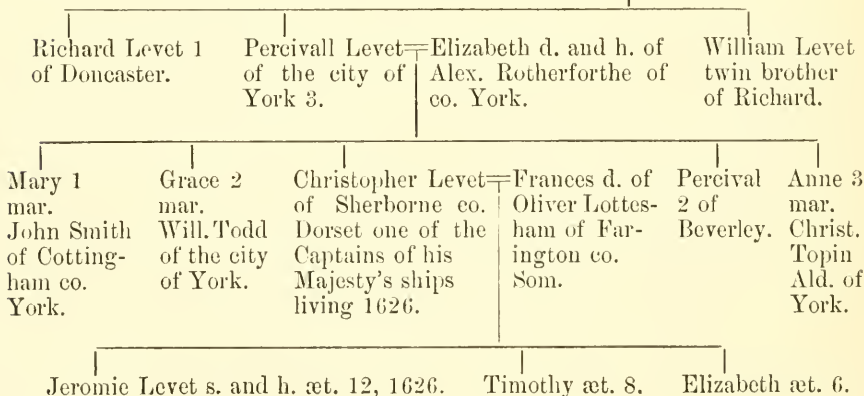 Richard Levet 1
of Doncaster.
Percivall Levet
of the city of
York 3.
Elizabeth d. and h. of
Alex. Rotherforthe of
co. York.
William Levet
twin brother
of Richard.
Mary 1
mar.
John Smith
of Cotting-
ham co.
York.
Grace 2
mar.
Will. Todd
of the city
of York.
Christopher Levet
of Sherborne co.
Dorset one of the
Captains of his
Majesty's ships
living 1626.
Frances d. of
Oliver Lottes-
ham of Far-
ington co.
Som.
Percival
2 of
Beverley.
Anne 3
mar.
Christ.
Topin
Ald. of
York.
Jeromie Levet s. and h. æt. 12, 1626.
Timothy æt. 8.
Elizabeth æt. 6.